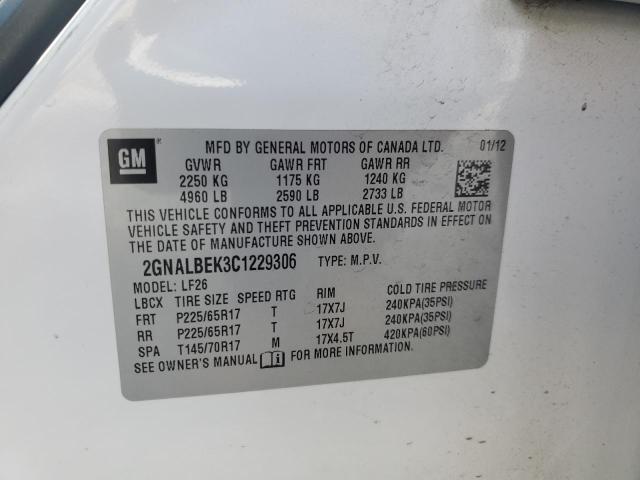 GM
MFD BY GENERAL MOTORS OF CANADA LTD. 01/12
GVWR GAWR FRT GAWR RR
2250 KG 1175 KG 1240 KG
4960 LB 2590 LB 2733 LB
THIS VEHICLE CONFORMS TO ALL APPLICABLE U.S. FEDERAL MOTOR
VEHICLE SAFETY AND THEFT PREVENTION STANDARDS IN EFFECT ON
THE DATE OF MANUFACTURE SHOWN ABOVE.
2GNALBEK3C1229306 TYPE: M.P.V.
MODEL: LF26
LBCX TIRE SIZE SPEED RTG RIM COLD TIRE PRESSURE
FRT P225/65R17 T 17X7J 240KPA(35PSI)
RR P225/65R17 T 17X7J 240KPA(35PSI)
SPA T145/70R17 M 17X4.5T 420KPA(60PSI)
SEE OWNER'S MANUAL FOR MORE INFORMATION.